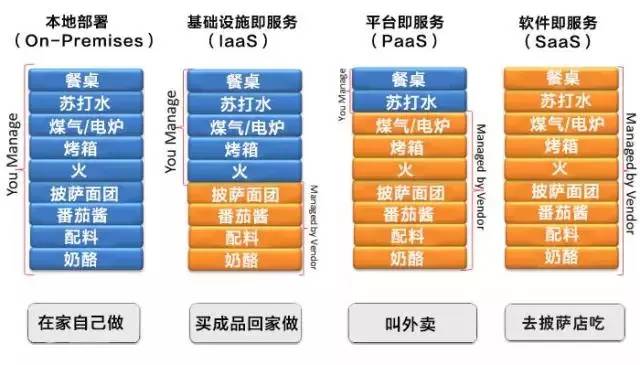 本地部署
（On-Premises）
餐桌
苏打水
煤气/电炉
烤箱
火
披萨面团
番茄酱
配料
奶酪
You Manage
在家自己做
基础设施即服务
（IaaS）
餐桌
苏打水
煤气/电炉
烤箱
火
披萨面团
番茄酱
配料
奶酪
You Manage
Managed by Vendor
买成品回家做
平台即服务
（PaaS）
餐桌
苏打水
煤气/电炉
烤箱
火
披萨面团
番茄酱
配料
奶酪
You Manage
Managed by Vendor
叫外卖
软件即服务
（SaaS）
餐桌
苏打水
煤气/电炉
烤箱
火
披萨面团
番茄酱
配料
奶酪
Managed by Vendor
去披萨店吃